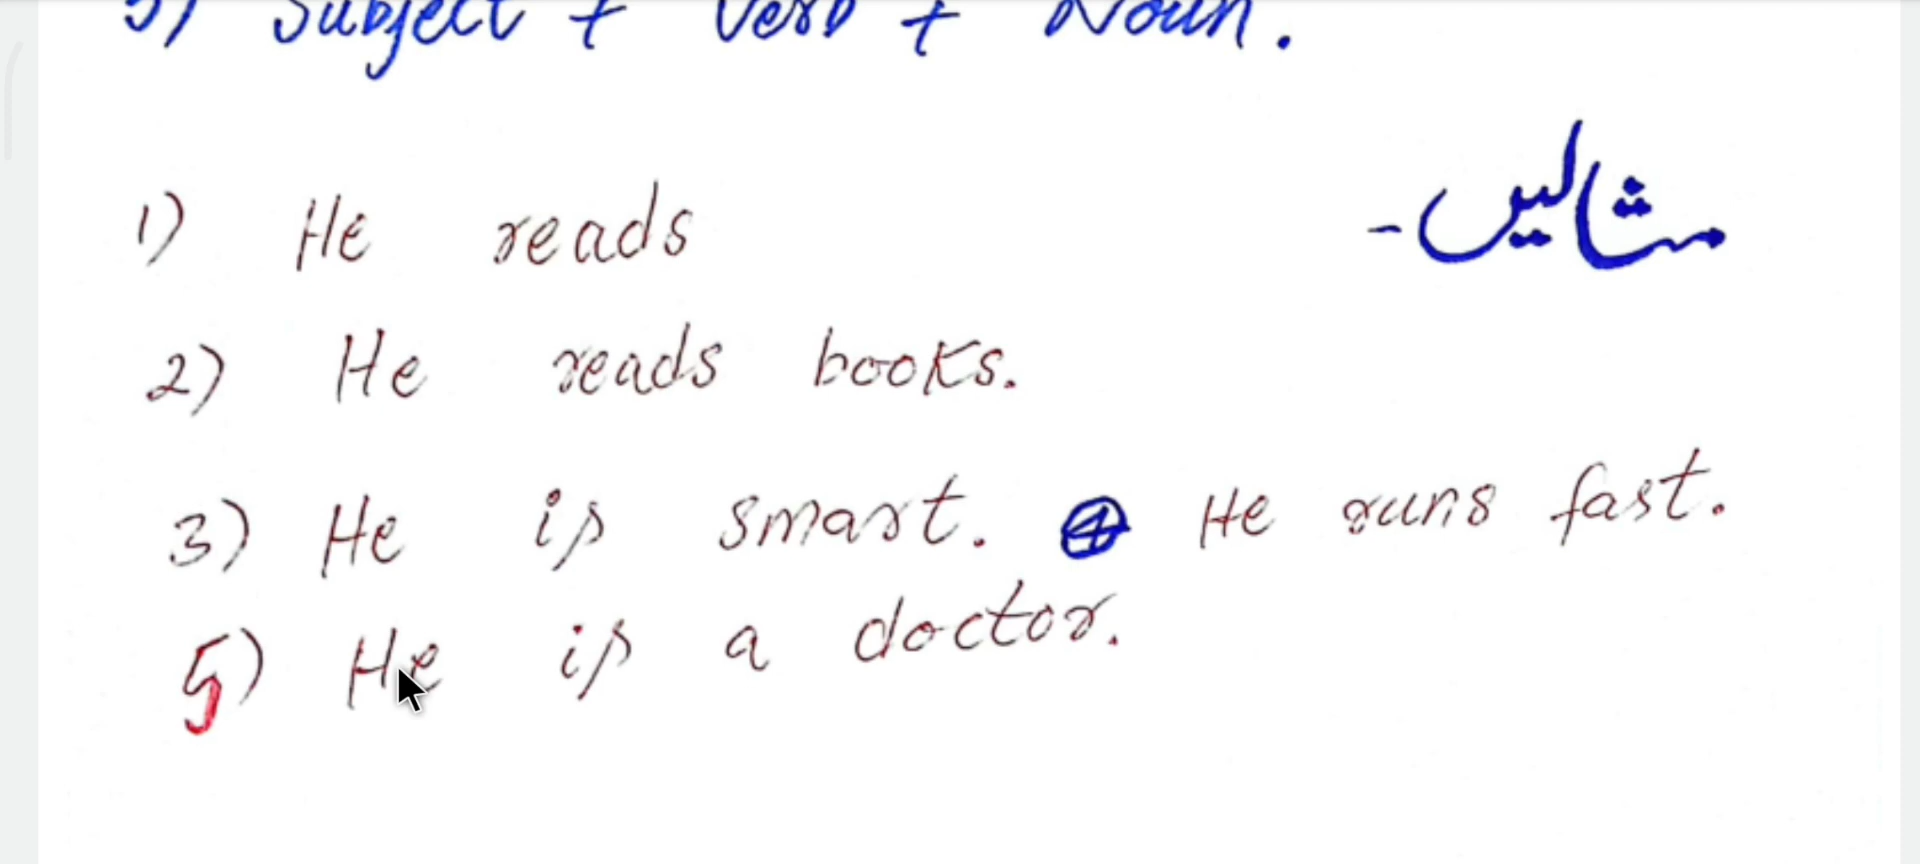 5) Subject + Verb + Noun.
مثالیں۔
1) He reads
2) He reads books.
3) He is smart. ④ He runs fast.
5) He is a doctor.